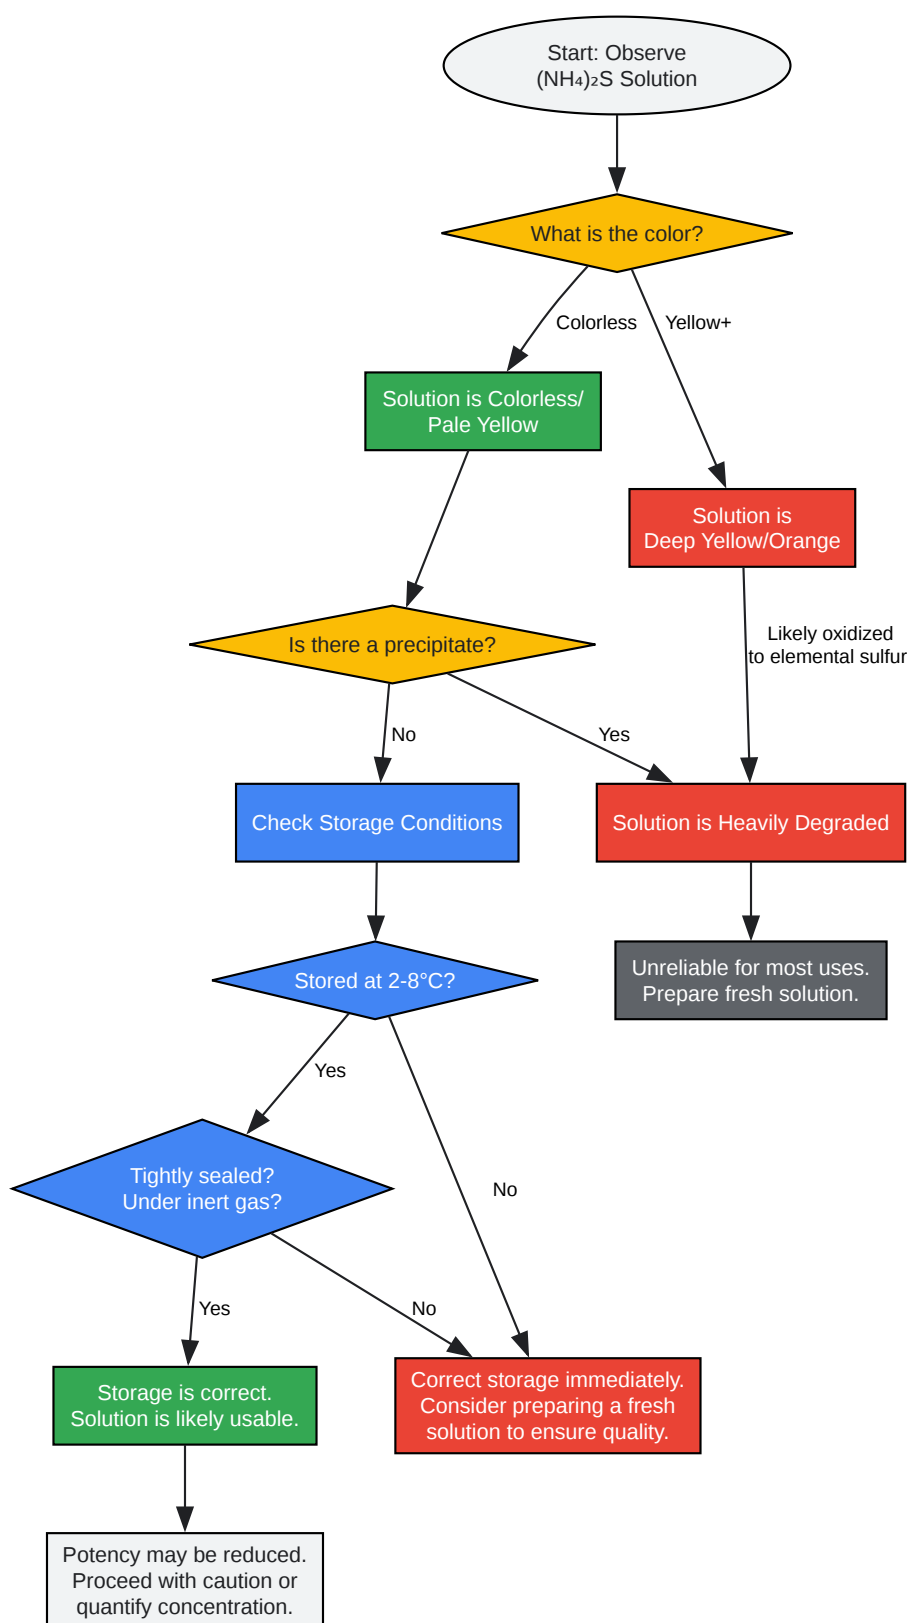 Start: Observe
(NH₄)₂S Solution
What is the color?
Colorless
Yellow+
Solution is Colorless/
Pale Yellow
Solution is
Deep Yellow/Orange
Likely oxidized
to elemental sulfur
Is there a precipitate?
No
Yes
Check Storage Conditions
Solution is Heavily Degraded
Stored at 2-8°C?
Unreliable for most uses.
Prepare fresh solution.
Yes
No
Tightly sealed?
Under inert gas?
Yes
No
Storage is correct.
Solution is likely usable.
Correct storage immediately.
Consider preparing a fresh
solution to ensure quality.
Potency may be reduced.
Proceed with caution or
quantify concentration.